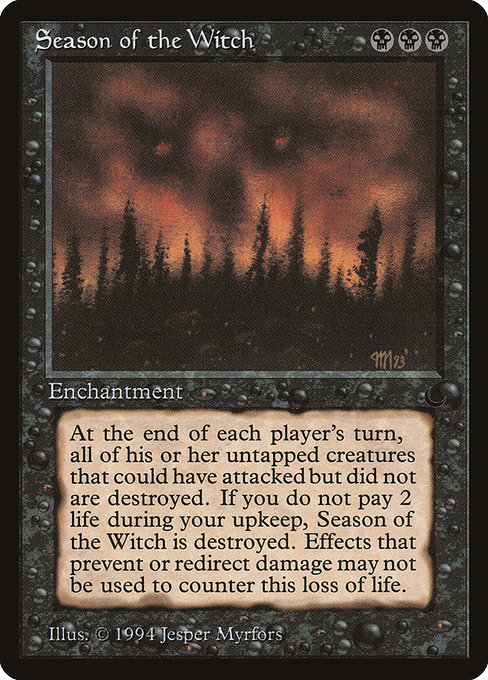 Season of the Witch
MM 93
Enchantment
At the end of each player's turn,
all of his or her untapped creatures
that could have attacked but did not
are destroyed. If you do not pay 2
life during your upkeep, Season of
the Witch is destroyed. Effects that
prevent or redirect damage may not
be used to counter this loss of life.
Illus. © 1994 Jesper Myrfors